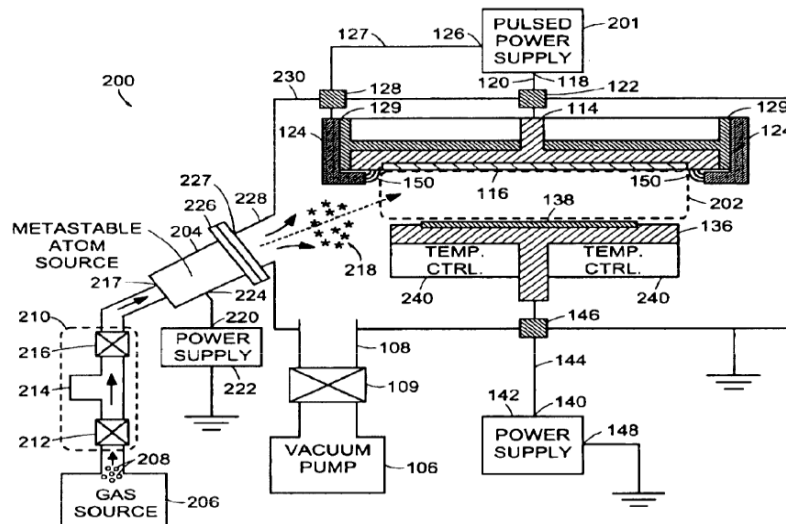 127
126
PULSED
POWER
SUPPLY
201
120
118
200
230
128
122
129
114
129
124
124
150
116
150
202
227
228
226
METASTABLE
ATOM
SOURCE
204
138
136
218
217
224
TEMP.
CTRL.
TEMP.
CTRL.
240
240
210
220
216
POWER
SUPPLY
222
146
108
144
214
109
212
142
140
POWER
SUPPLY
148
208
VACUUM
PUMP
106
GAS
SOURCE
206